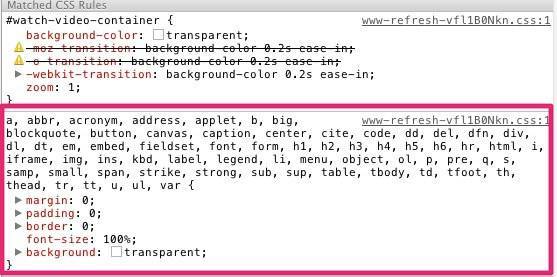 Matched CSS Rules
#watch-video-container { www-refresh-vfl1B0Nkn.css:1
background-color: transparent;
-moz-transition: background-color 0.2s ease-in;
-o-transition: background-color 0.2s ease-in;
-webkit-transition: background-color 0.2s ease-in;
zoom: 1;
}
www-refresh-vfl1B0Nkn.css:1
a, abbr, acronym, address, applet, b, big,
blockquote, button, canvas, caption, center, cite, code, dd, del, dfn, div,
dl, dt, em, embed, fieldset, font, form, h1, h2, h3, h4, h5, h6, hr, html, i,
iframe, img, ins, kbd, label, legend, li, menu, object, ol, p, pre, q, s,
samp, small, span, strike, strong, sub, sup, table, tbody, td, tfoot, th,
thead, tr, tt, u, ul, var {
margin: 0;
padding: 0;
border: 0;
font-size: 100%;
background: transparent;
}